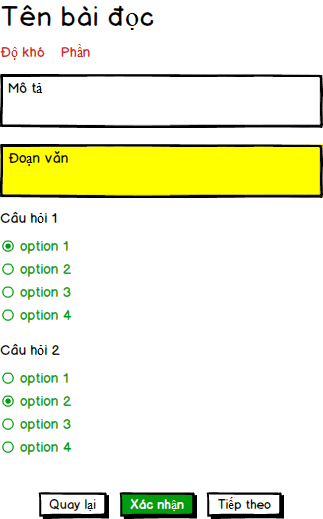 Tên bài đọc
Độ khó Phần
Mô tả
Đoạn văn
Câu hỏi 1
option 1
option 2
option 3
option 4
Câu hỏi 2
option 1
option 2
option 3
option 4
Quay lại Xác nhận Tiếp theo